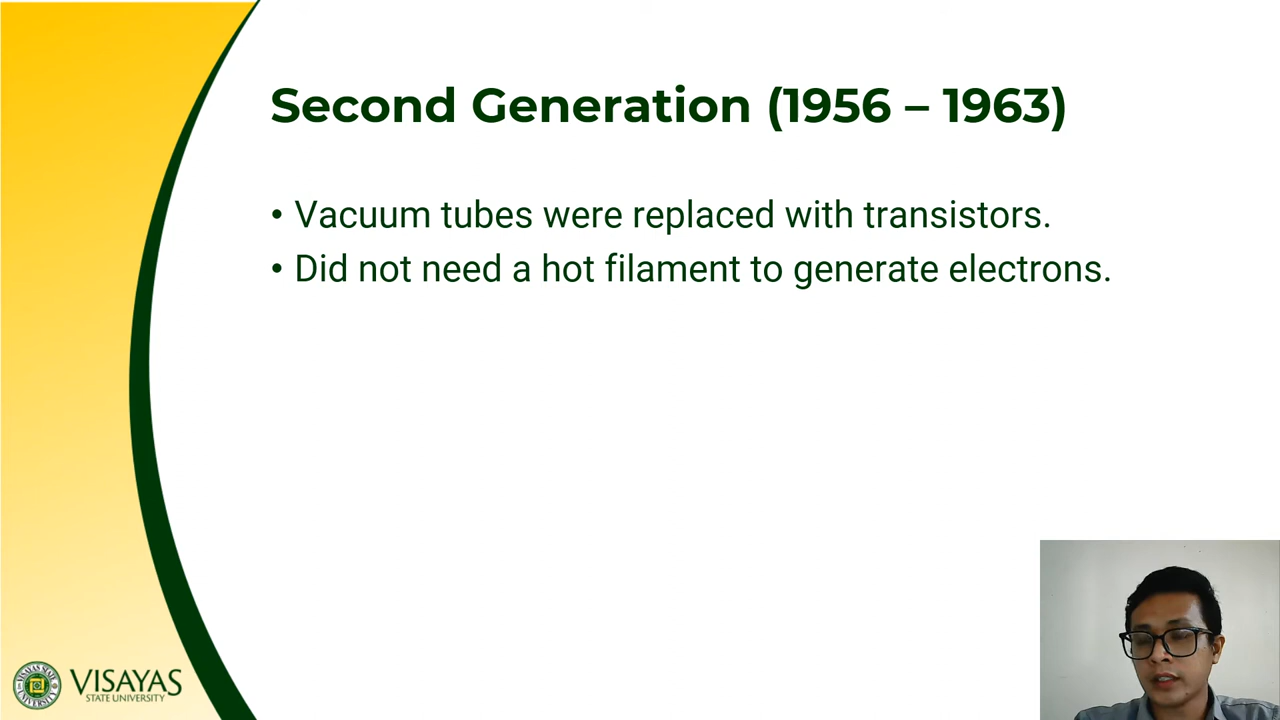 Second Generation (1956 – 1963)
• Vacuum tubes were replaced with transistors.
• Did not need a hot filament to generate electrons.
VISAYAS
STATE UNIVERSITY